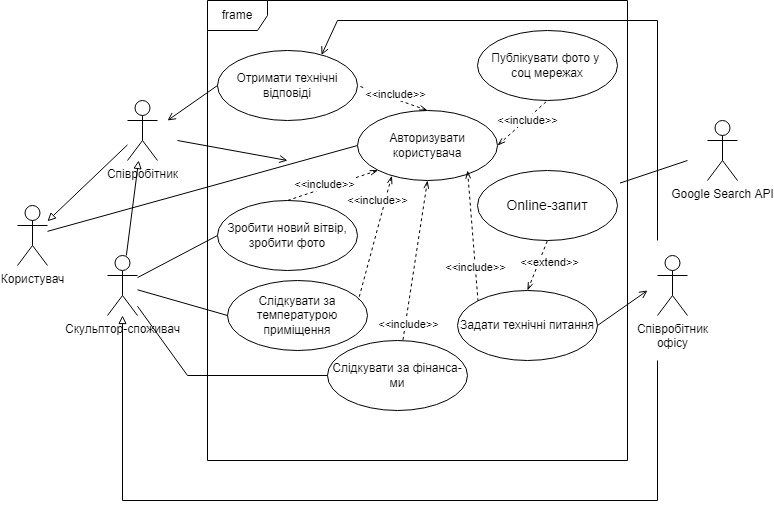 frame
Отримати технічні
відповіді
<<include>>
Публікувати фото у
соц мережах
<<include>>
Авторизувати
користувача
Співробітник
Google Search API
<<include>>
<<include>>
Online-запит
Зробити новий вітвір,
зробити фото
Користувач
<<include>>
<<extend>>
Слідкувати за
температурою
приміщення
Скульптор-споживач
<<include>>
Задати технічні питання
Співробітник
офісу
Слідкувати за фінанса-
ми